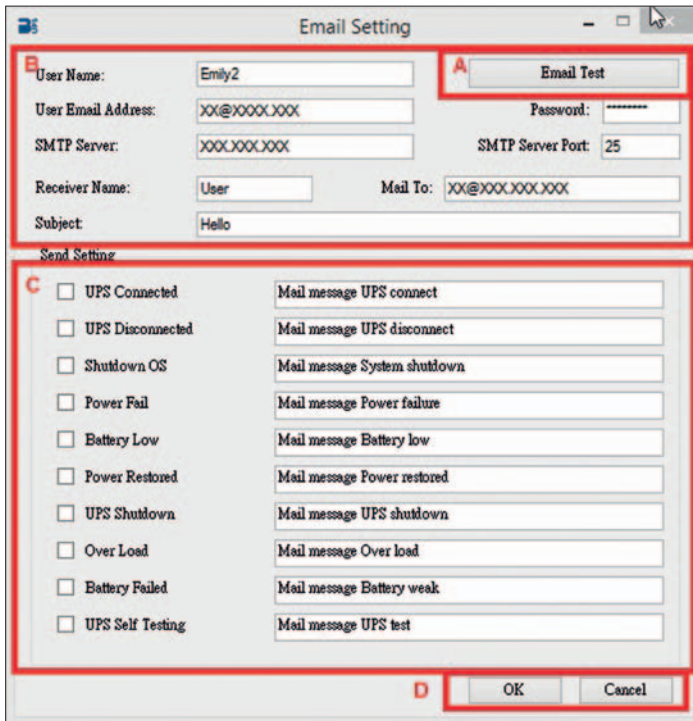 Email Setting
B
User Name: Emily2
A Email Test
User Email Address: XX@XXXX.XXX Password: ********
SMTP Server: XXX.XXX.XXX SMTP Server Port: 25
Receiver Name: User Mail To: XX@XXX.XXX.XXX
Subject: Hello
Send Setting
C
UPS Connected Mail message UPS connect
UPS Disconnected Mail message UPS disconnect
Shutdown OS Mail message System shutdown
Power Fail Mail message Power failure
Battery Low Mail message Battery low
Power Restored Mail message Power restored
UPS Shutdown Mail message UPS shutdown
Over Load Mail message Over load
Battery Failed Mail message Battery weak
UPS Self Testing Mail message UPS test
D OK Cancel